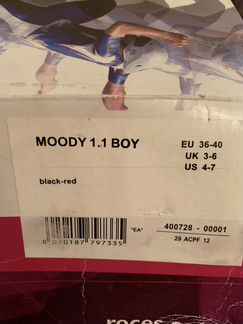 MOODY 1.1 BOY
EU 36-40
UK 3-6
US 4-7
black-red
"EA"
400728 - 00001
29 ACPF 12
8 020187 797335
roces